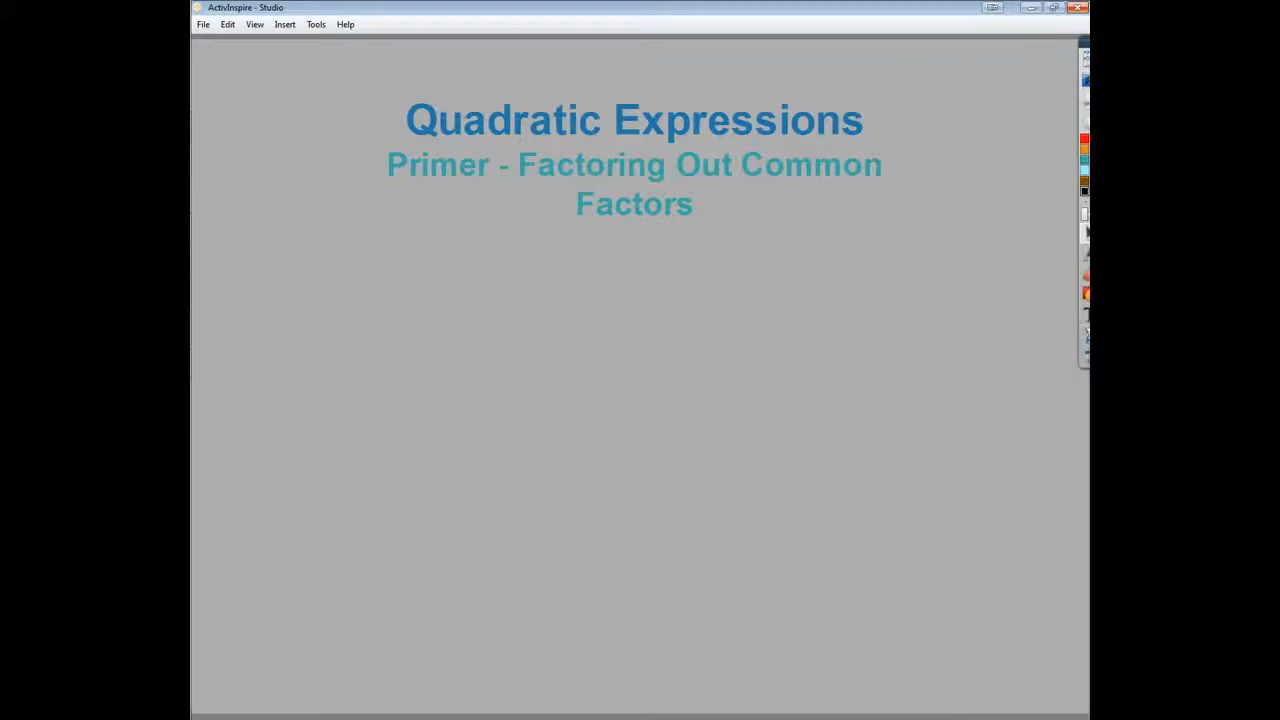 ActivInspire - Studio
File Edit View Insert Tools Help
Quadratic Expressions
Primer - Factoring Out Common
Factors